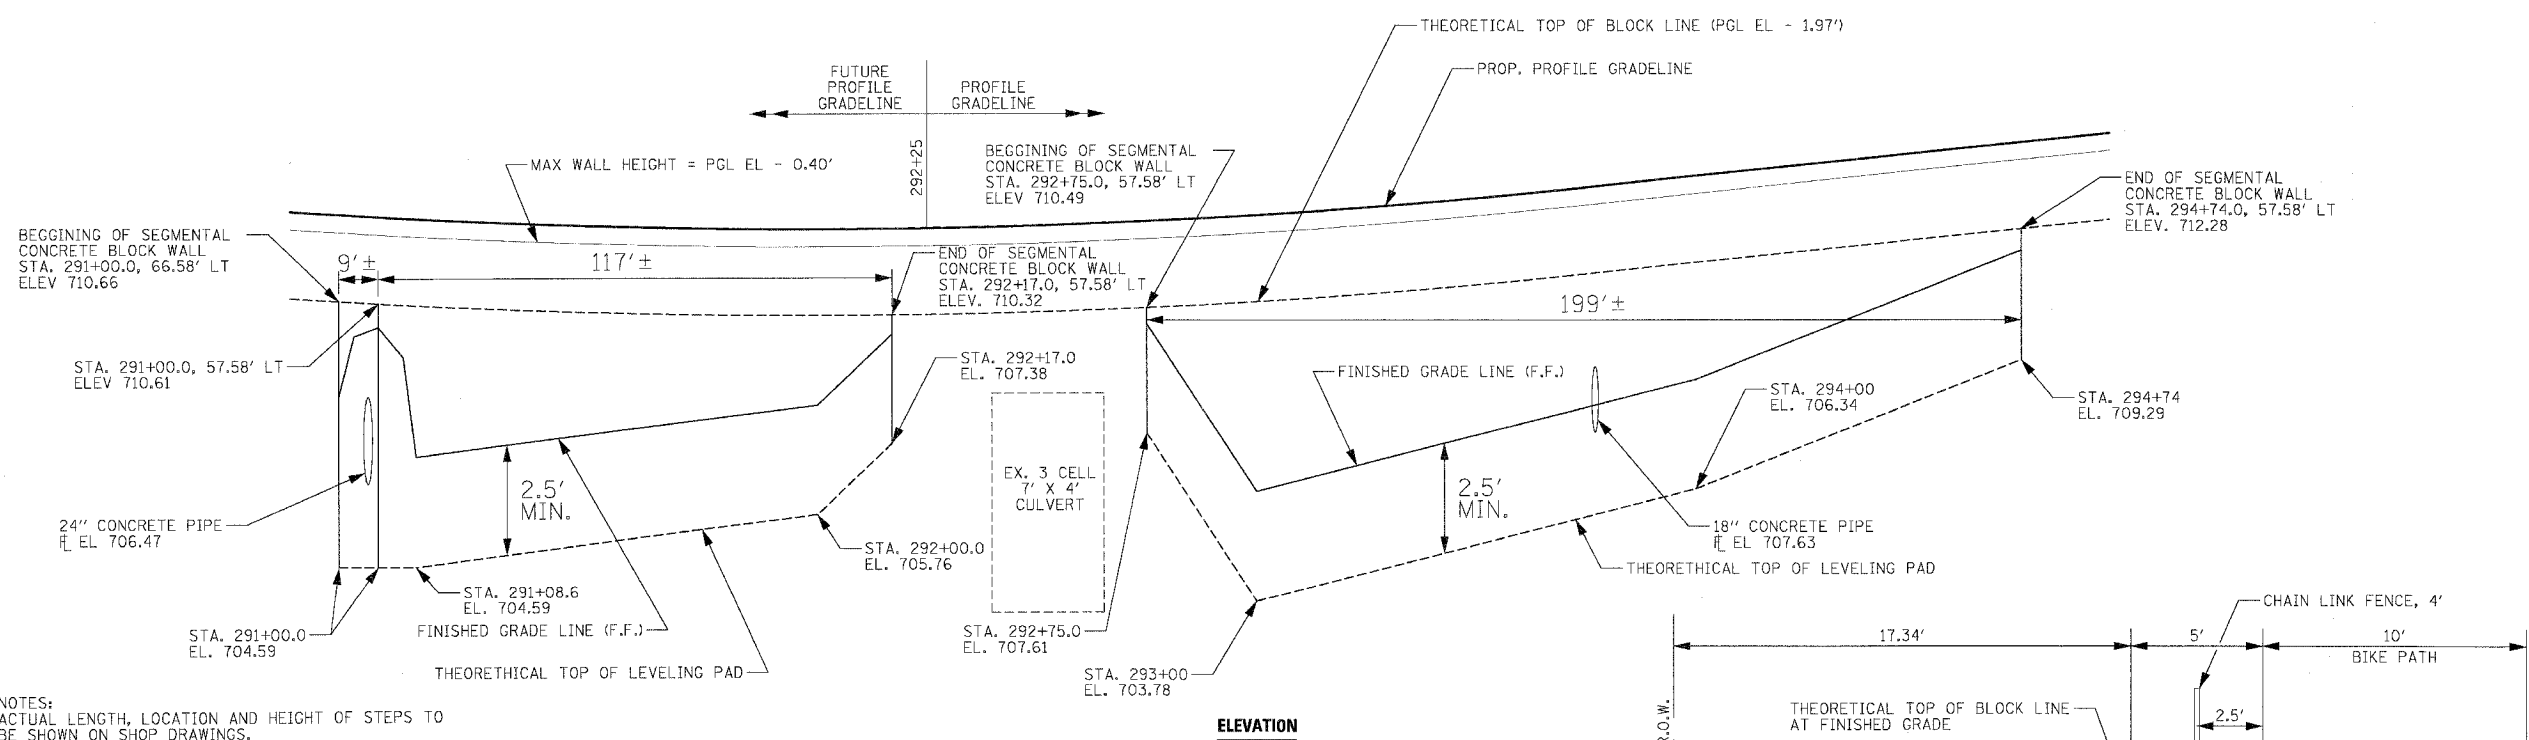 THEORETICAL TOP OF BLOCK LINE (PGL EL - 1.97')
PROP. PROFILE GRADELINE
FUTURE
PROFILE
GRADELINE
PROFILE
GRADELINE
292+25
MAX WALL HEIGHT = PGL EL - 0.40'
BEGGINING OF SEGMENTAL
CONCRETE BLOCK WALL
STA. 292+75.0, 57.58' LT
ELEV 710.49
END OF SEGMENTAL
CONCRETE BLOCK WALL
STA. 294+74.0, 57.58' LT
ELEV. 712.28
BEGGINING OF SEGMENTAL
CONCRETE BLOCK WALL
STA. 291+00.0, 66.58' LT
ELEV 710.66
9'±
117'±
END OF SEGMENTAL
CONCRETE BLOCK WALL
STA. 292+17.0, 57.58' LT
ELEV. 710.32
199'±
STA. 291+00.0, 57.58' LT
ELEV 710.61
STA. 292+17.0
EL. 707.38
FINISHED GRADE LINE (F.F.)
STA. 294+00
EL. 706.34
STA. 294+74
EL. 709.29
EX. 3 CELL
7' X 4'
CULVERT
2.5'
MIN.
2.5'
MIN.
24" CONCRETE PIPE
℄ EL 706.47
18" CONCRETE PIPE
℄ EL 707.63
STA. 292+00.0
EL. 705.76
THEORETHICAL TOP OF LEVELING PAD
STA. 291+08.6
EL. 704.59
CHAIN LINK FENCE, 4'
FINISHED GRADE LINE (F.F.)
STA. 291+00.0
EL. 704.59
STA. 292+75.0
EL. 707.61
17.34'
5'
10'
BIKE PATH
THEORETHICAL TOP OF LEVELING PAD
STA. 293+00
EL. 703.78
NOTES:
ACTUAL LENGTH, LOCATION AND HEIGHT OF STEPS TO
BE SHOWN ON SHOP DRAWINGS.
ELEVATION
R.O.W.
THEORETICAL TOP OF BLOCK LINE
AT FINISHED GRADE
2.5'